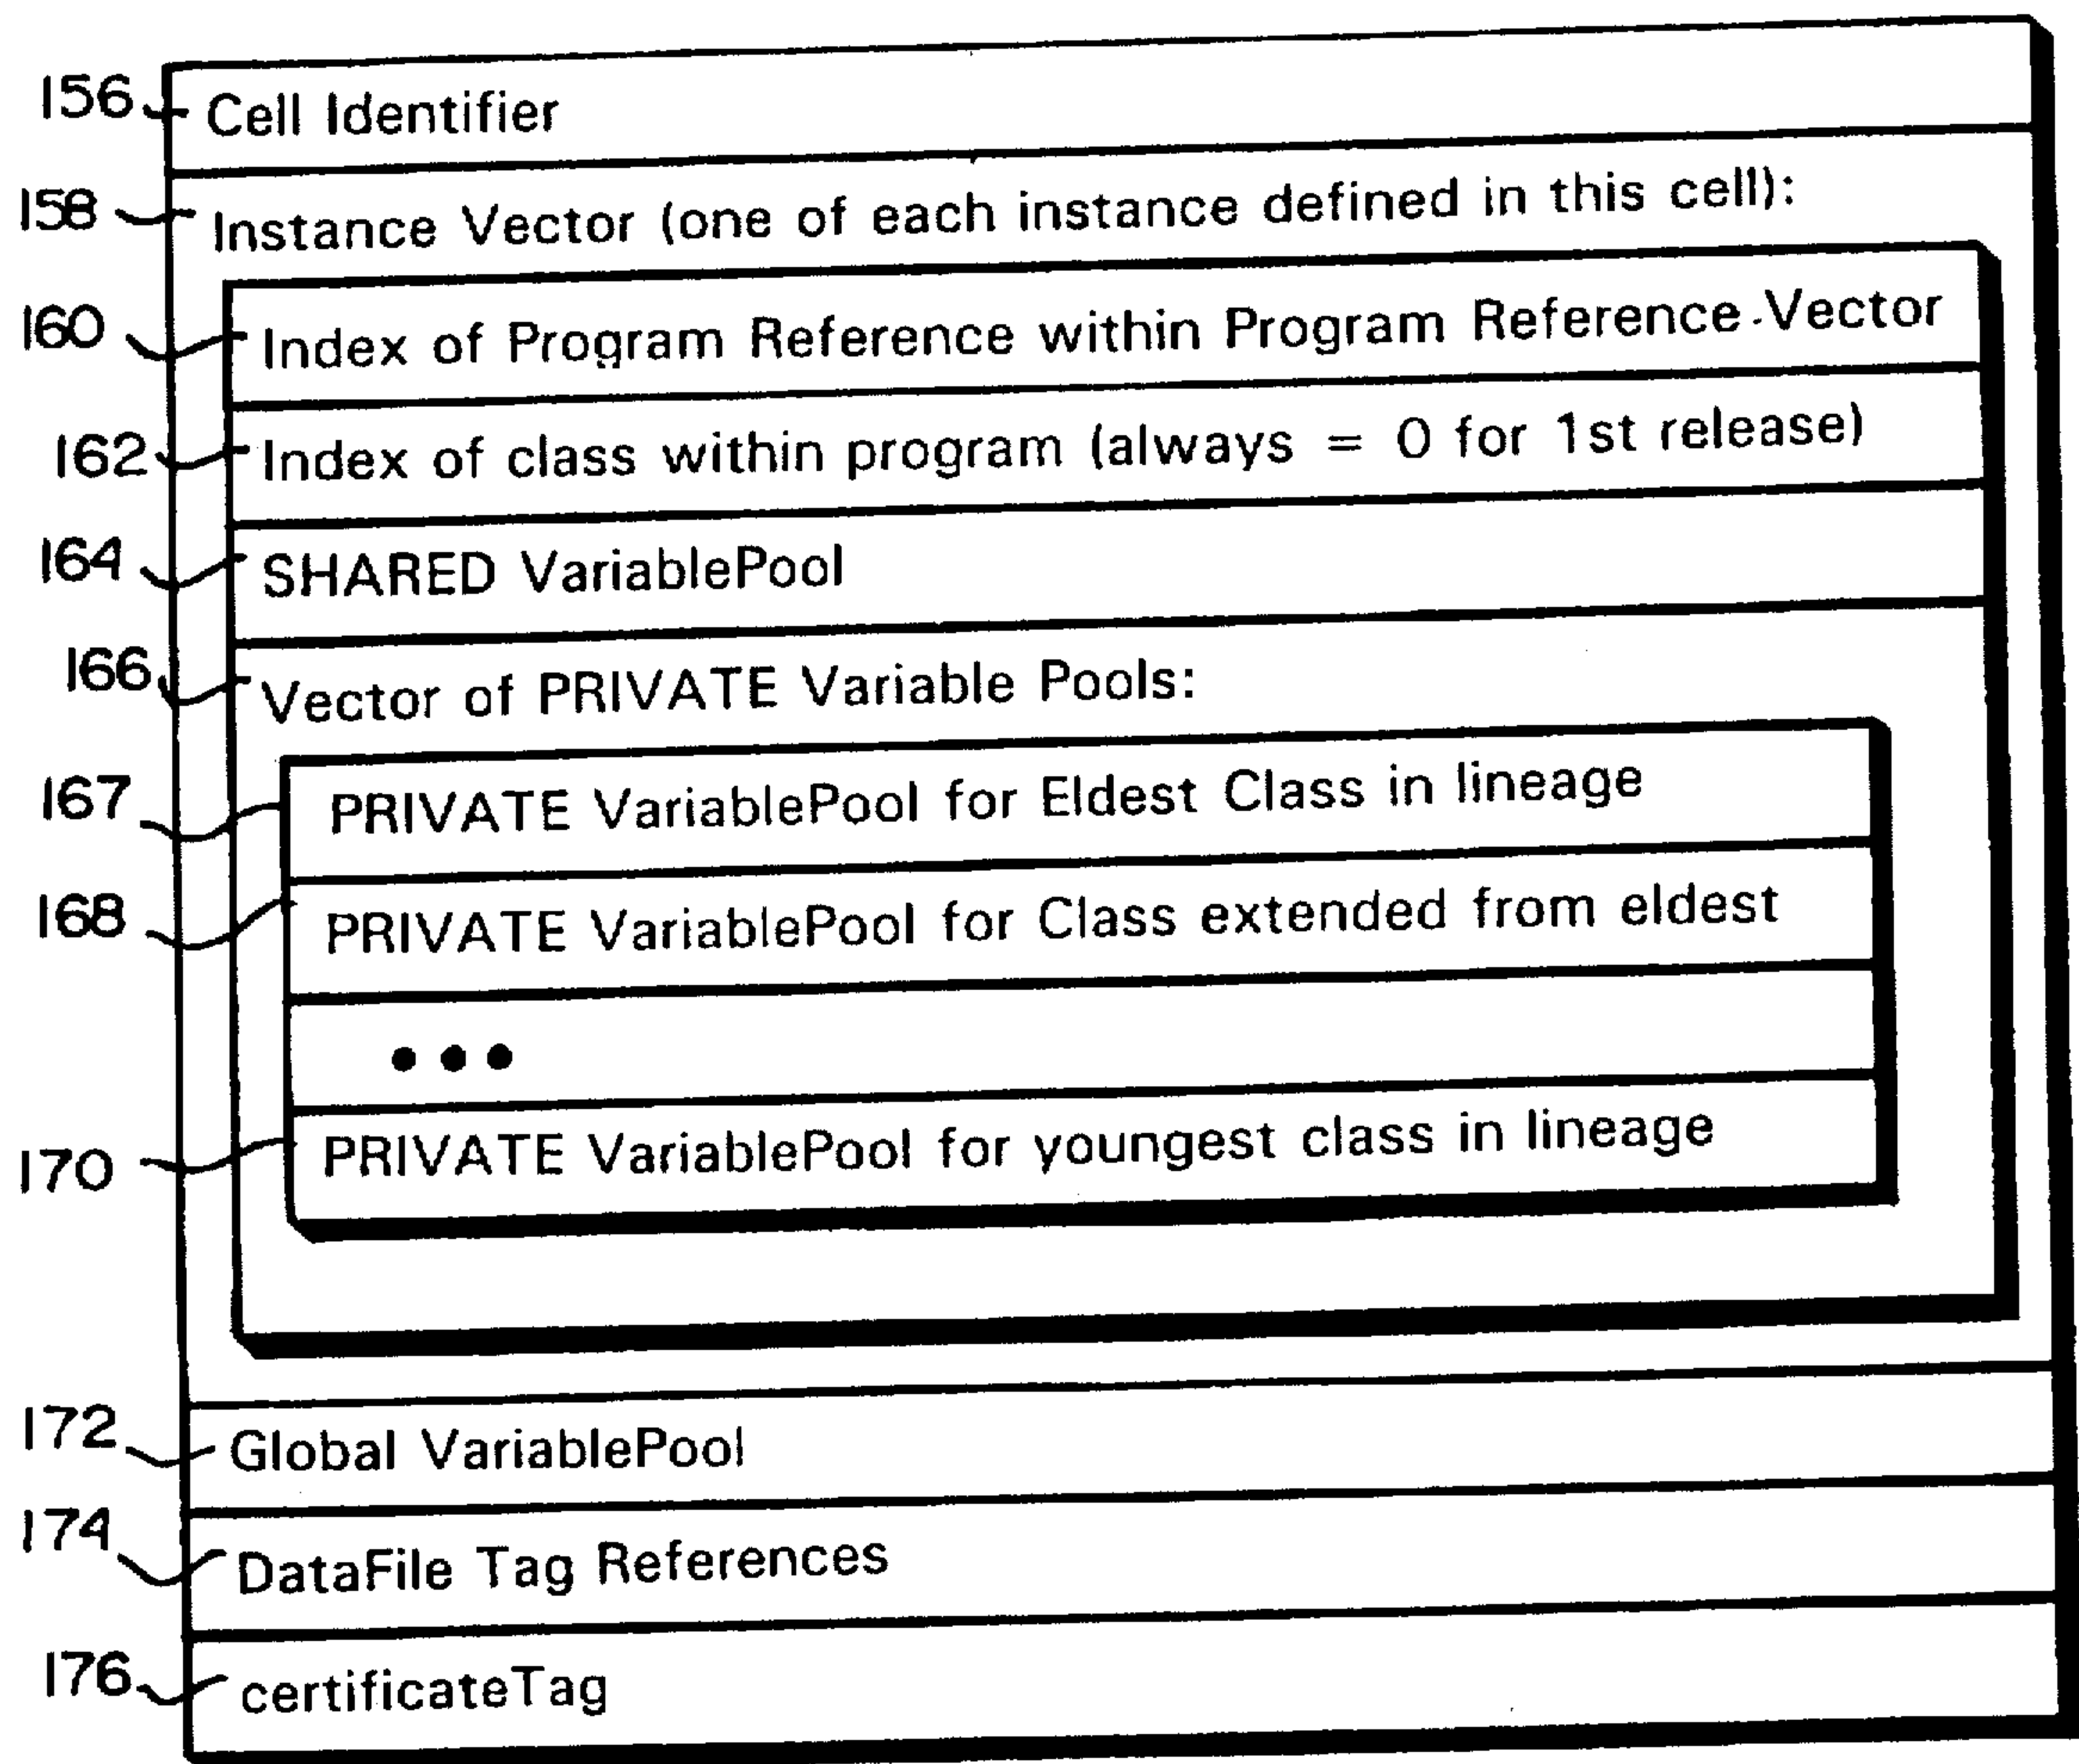 156 Cell Identifier
158 Instance Vector (one of each instance defined in this cell):
160 Index of Program Reference within Program Reference Vector
162 Index of class within program (always = 0 for 1st release)
164 SHARED VariablePool
166 Vector of PRIVATE Variable Pools:
167 PRIVATE VariablePool for Eldest Class in lineage
168 PRIVATE VariablePool for Class extended from eldest
•••
170 PRIVATE VariablePool for youngest class in lineage
172 Global VariablePool
174 DataFile Tag References
176 certificateTag